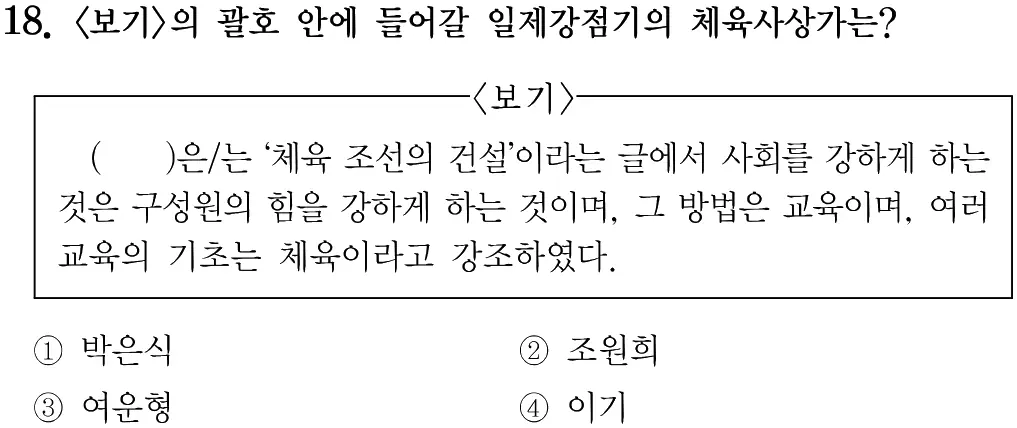 18. 〈보기〉의 괄호 안에 들어갈 일제강점기의 체육사상가는?
〈보기〉
(     )은/는 ‘체육 조선의 건설’이라는 글에서 사회를 강하게 하는
것은 구성원의 힘을 강하게 하는 것이며, 그 방법은 교육이며, 여러
교육의 기초는 체육이라고 강조하였다.
① 박은식 ② 조원희
③ 여운형 ④ 이기